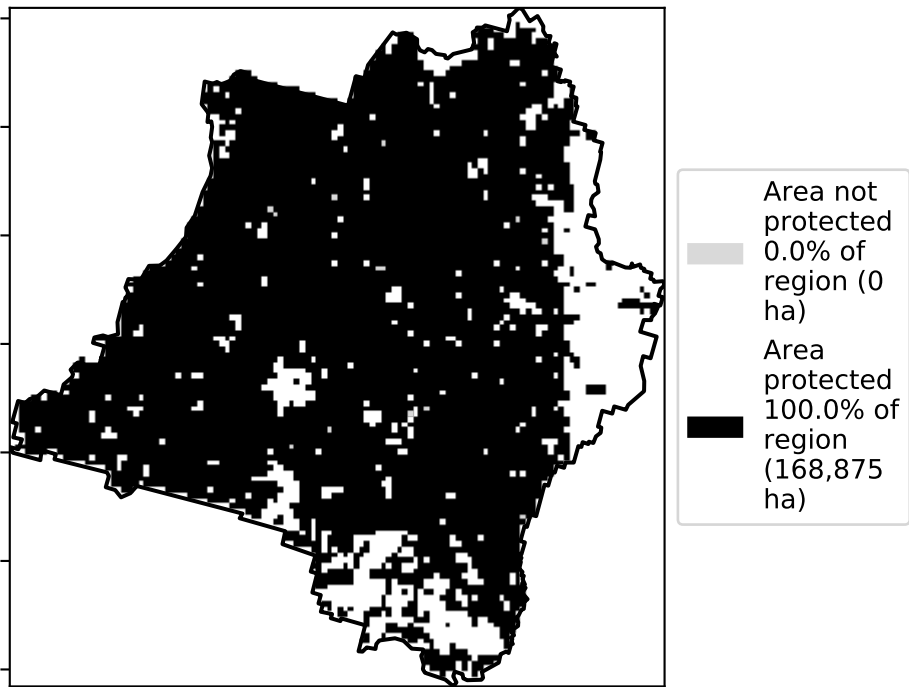 Area not
protected
0.0% of
region (0
ha)
Area
protected
100.0% of
region
(168,875
ha)